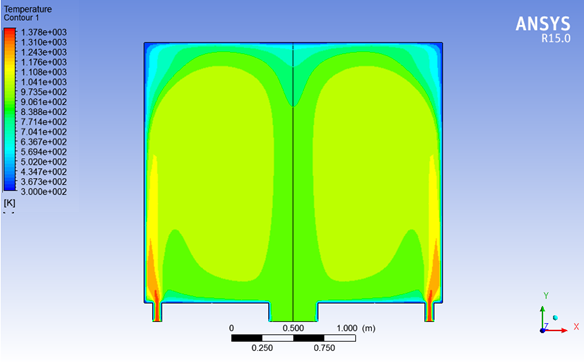 Temperature
Contour 1
ANSYS
R15.0
1.378e+003
1.310e+003
1.243e+003
1.176e+003
1.108e+003
1.041e+003
9.735e+002
9.061e+002
8.388e+002
7.714e+002
7.041e+002
6.367e+002
5.694e+002
5.020e+002
4.347e+002
3.673e+002
3.000e+002
[K]
0 0.500 1.000 (m)
0.250 0.750
Y
Z X